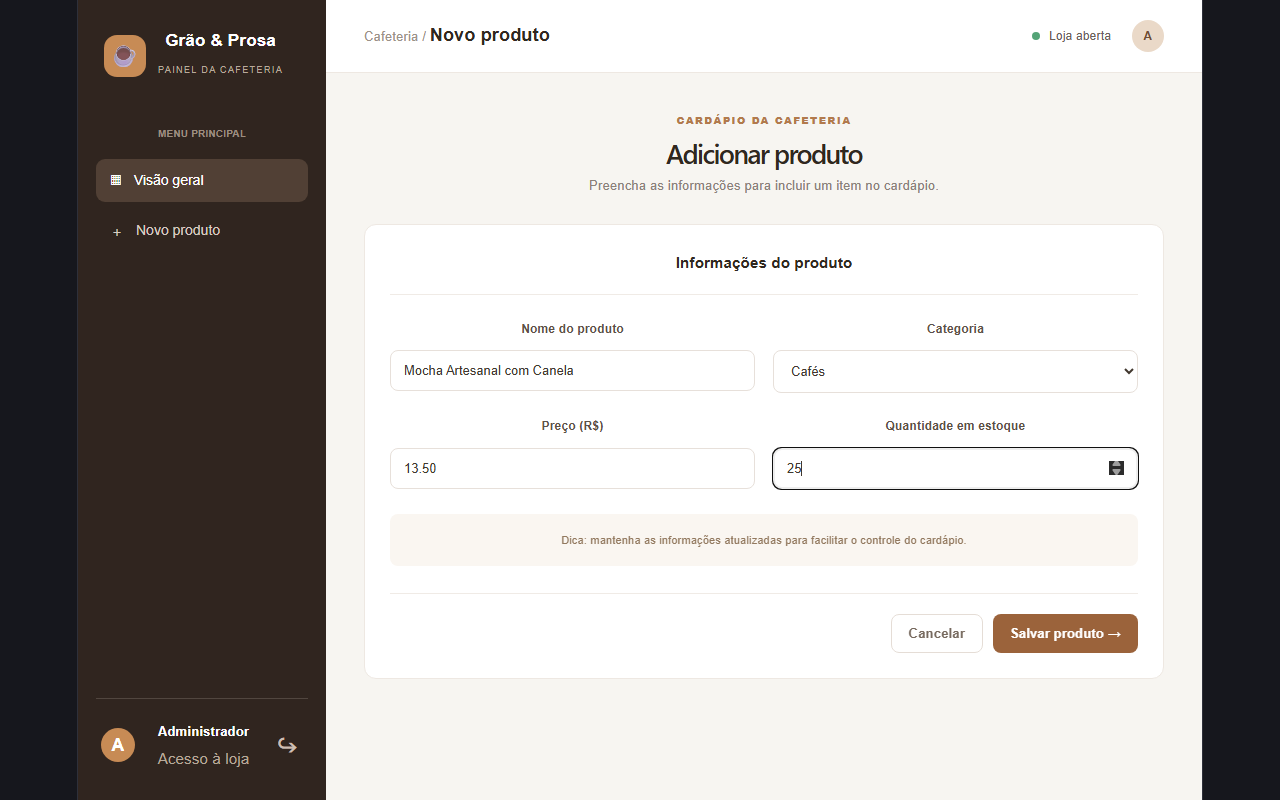 Grão & Prosa
PAINEL DA CAFETERIA
MENU PRINCIPAL
Visão geral
+ Novo produto
A
Administrador
Acesso à loja
Cafeteria / Novo produto
Loja aberta
A
CARDÁPIO DA CAFETERIA
Adicionar produto
Preencha as informações para incluir um item no cardápio.
Informações do produto
Nome do produto
Categoria
Mocha Artesanal com Canela
Cafés
Preço (R$)
Quantidade em estoque
13.50
25
Dica: mantenha as informações atualizadas para facilitar o controle do cardápio.
Cancelar
Salvar produto →